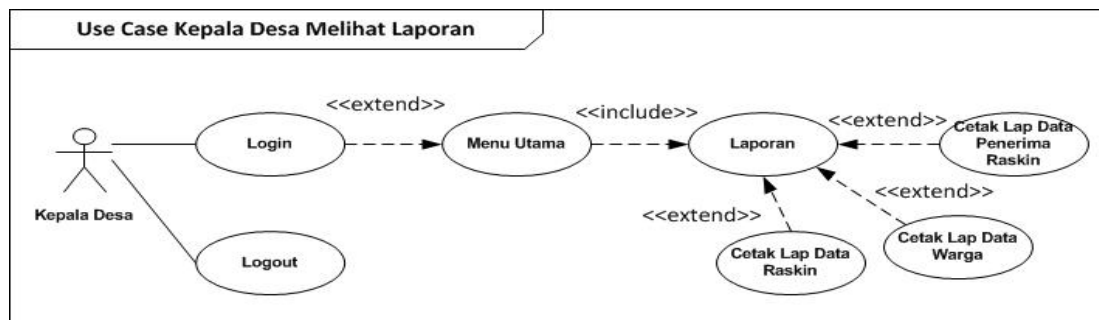 Use Case Kepala Desa Melihat Laporan
<<extend>>
<<include>>
<<extend>>
Login
Menu Utama
Laporan
Cetak Lap Data
Penerima
Raskin
Kepala Desa
<<extend>>
<<extend>>
Logout
Cetak Lap Data
Raskin
Cetak Lap Data
Warga